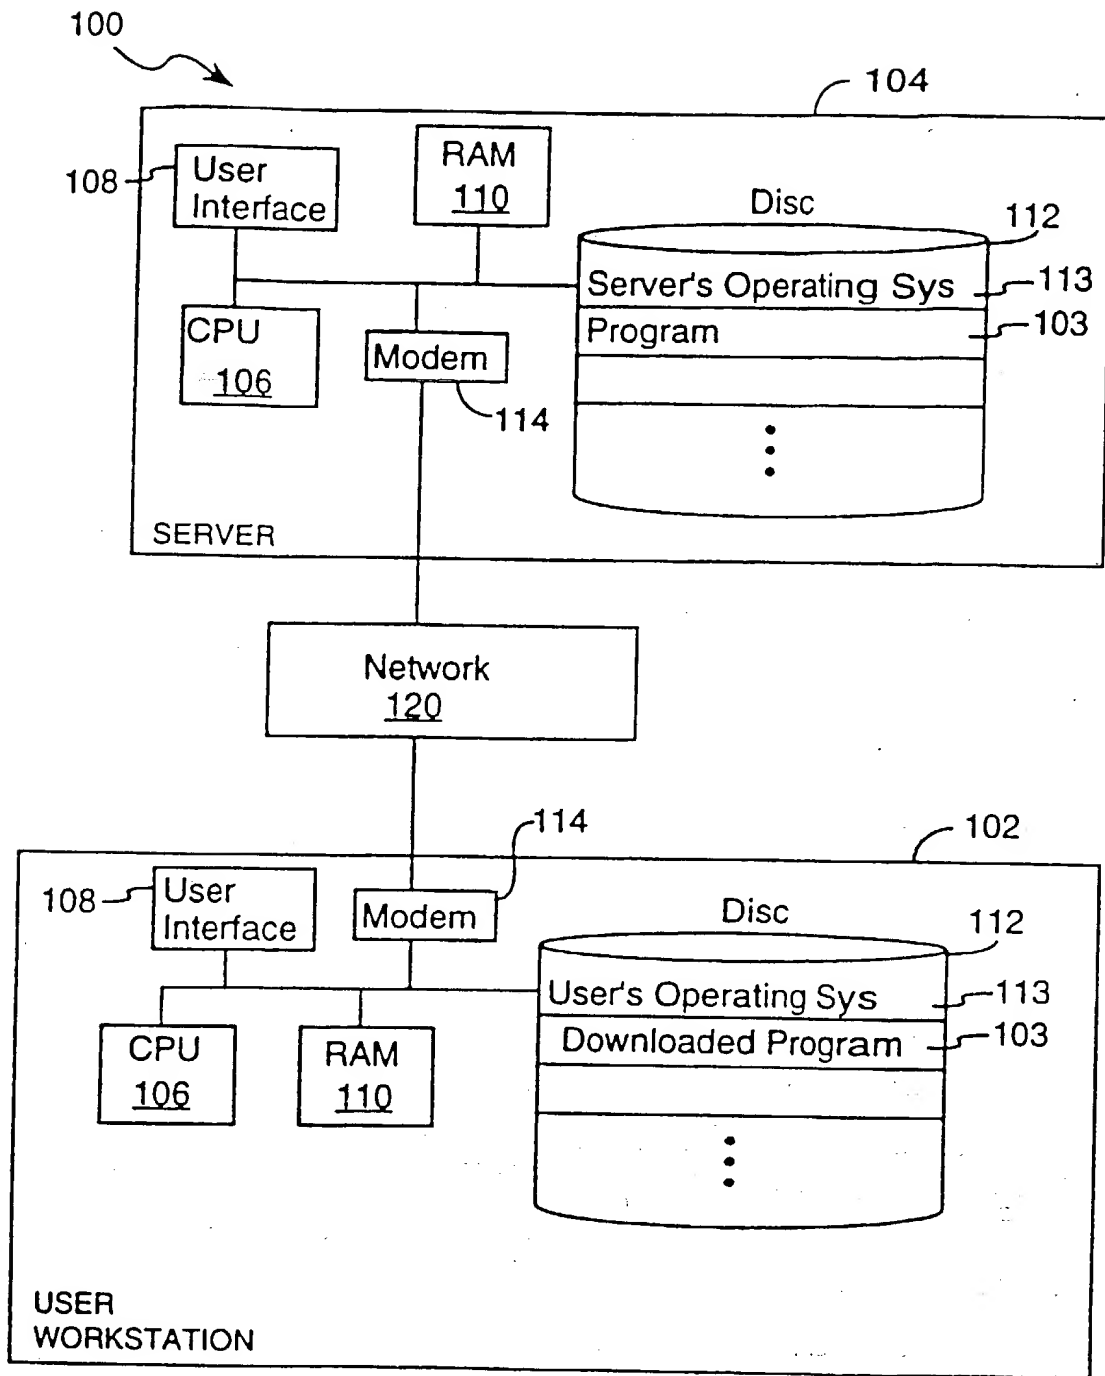 100
104
108
User
Interface
RAM
110
Disc
112
Server's Operating Sys
113
CPU
106
Program
103
Modem
114
SERVER
Network
120
114
102
108
User
Interface
Modem
Disc
112
User's Operating Sys
113
CPU
106
RAM
110
Downloaded Program
103
USER
WORKSTATION